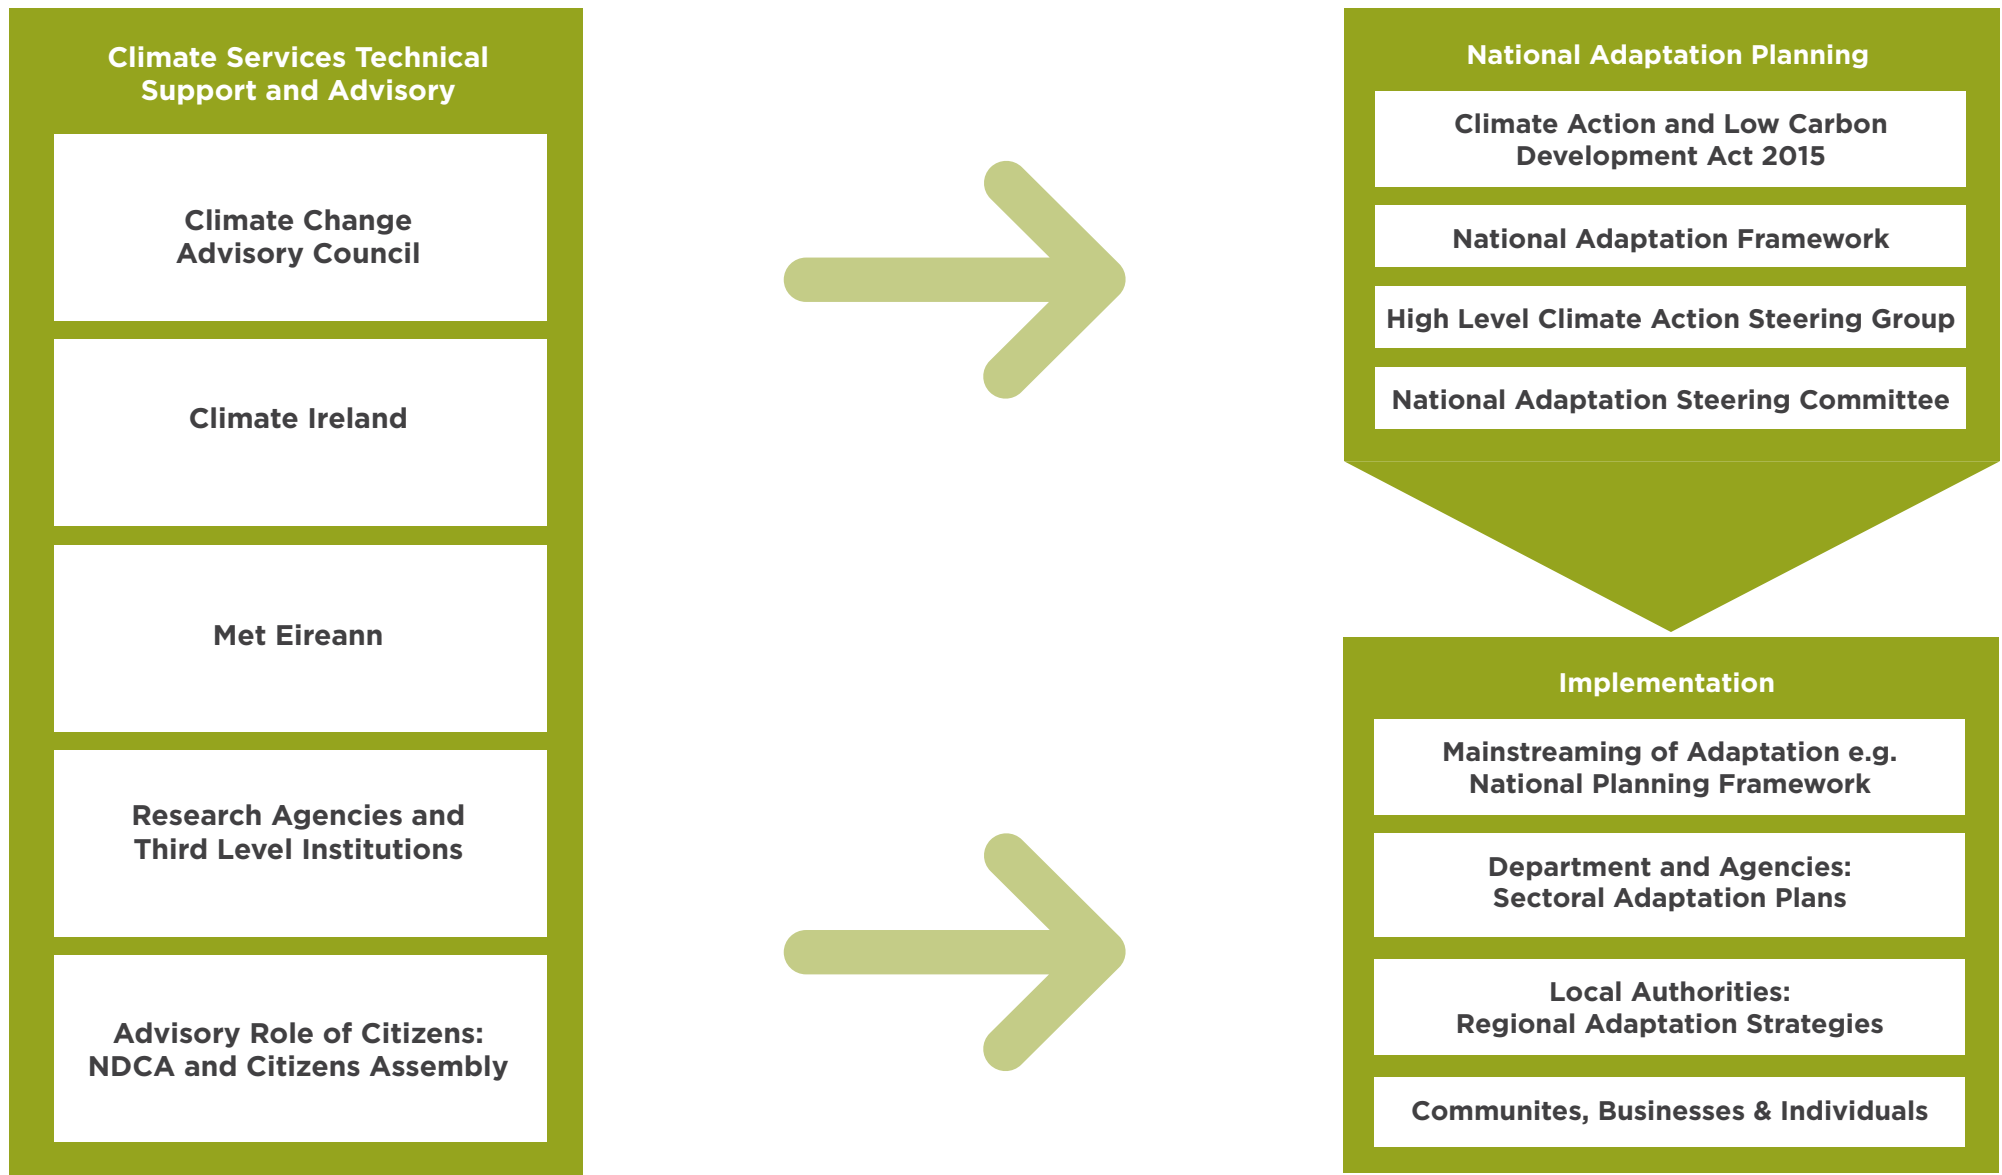 Climate Services Technical
Support and Advisory
Climate Change
Advisory Council
Climate Ireland
Met Eireann
Research Agencies and
Third Level Institutions
Advisory Role of Citizens:
NDCA and Citizens Assembly
National Adaptation Planning
Climate Action and Low Carbon
Development Act 2015
National Adaptation Framework
High Level Climate Action Steering Group
National Adaptation Steering Committee
Implementation
Mainstreaming of Adaptation e.g.
National Planning Framework
Department and Agencies:
Sectoral Adaptation Plans
Local Authorities:
Regional Adaptation Strategies
Communites, Businesses & Individuals